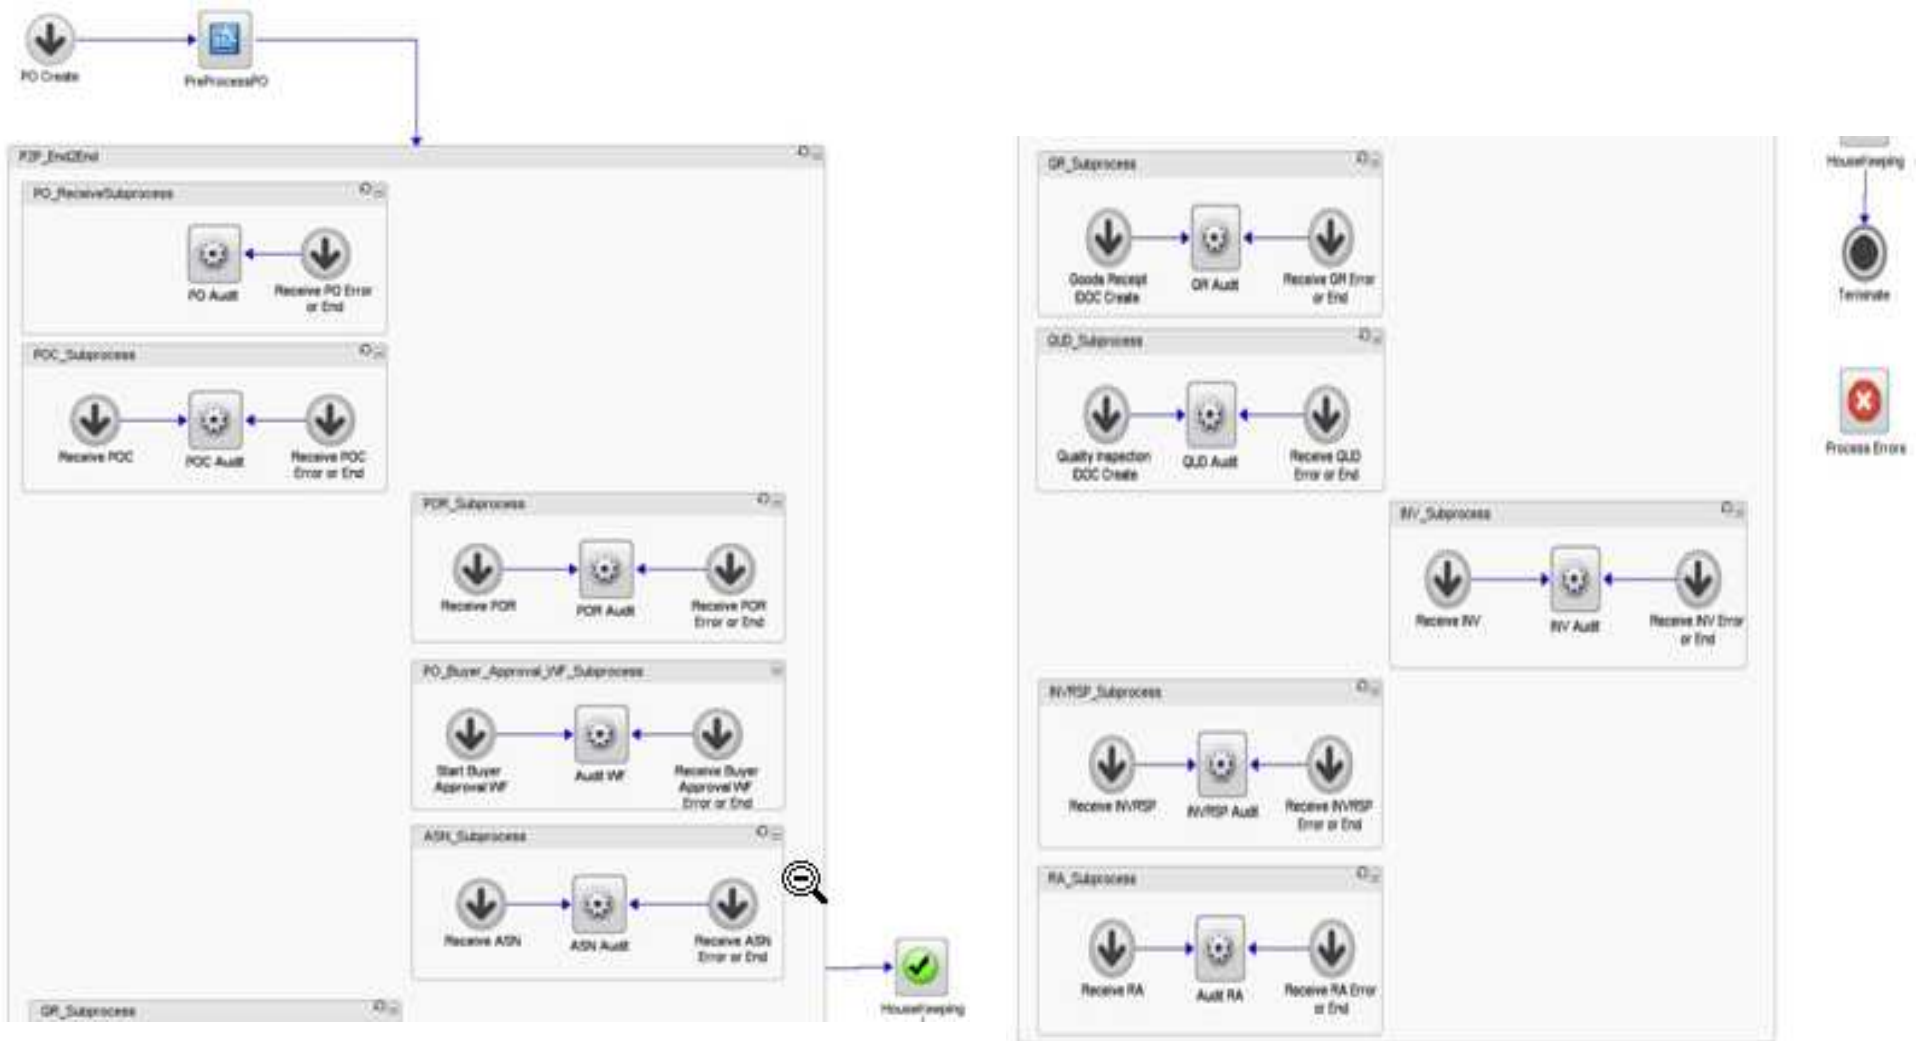 PO Create
PreProcessPO
P2P_End2End
PO_ReceiveSubprocess
PO Audit
Receive PO Error
or End
POC_Subprocess
Receive POC
POC Audit
Receive POC
Error or End
POR_Subprocess
Receive POR
POR Audit
Receive POR
Error or End
PO_Buyer_Approval_WF_Subprocess
Start Buyer
Approval WF
Audit WF
Receive Buyer
Approval WF
Error or End
ASN_Subprocess
Receive ASN
ASN Audit
Receive ASN
Error or End
HouseKeeping
GR_Subprocess
GR_Subprocess
Goods Receipt
IDOC Create
GR Audit
Receive GR Error
or End
QUD_Subprocess
Quality Inspection
IDOC Create
QUD Audit
Receive QUD
Error or End
INV_Subprocess
Receive INV
INV Audit
Receive INV Error
or End
INVRSP_Subprocess
Receive INVRSP
INVRSP Audit
Receive INVRSP
Error or End
RA_Subprocess
Receive RA
Audit RA
Receive RA Error
or End
HouseKeeping
Terminate
Process Errors